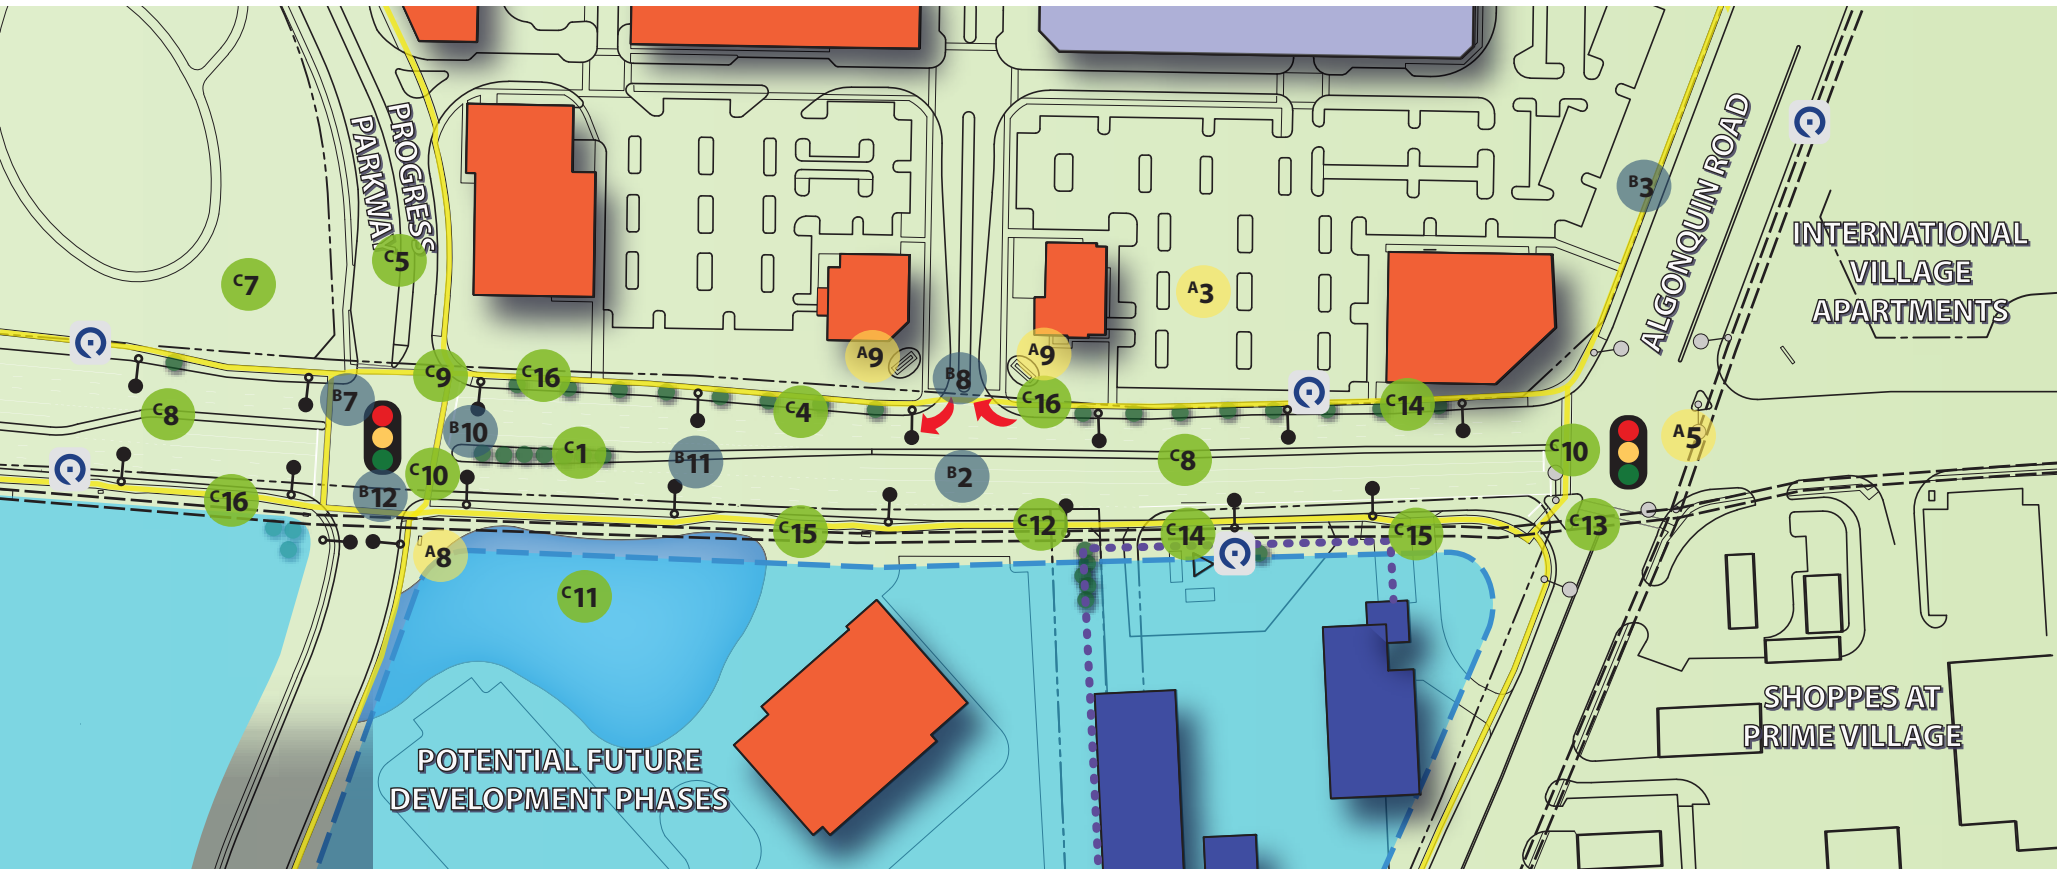 PROGRESS
PARKWAY
ALGONQUIN ROAD
INTERNATIONAL
VILLAGE
APARTMENTS
B3
C5
C7
A3
A9
A9
B8
C9
C16
B7
C8
C4
C16
C14
B10
C1
B11
B2
C8
C10
A5
C10
B12
C16
C15
C12
C14
C15
C13
A8
C11
SHOPPES AT
PRIME VILLAGE
POTENTIAL FUTURE
DEVELOPMENT PHASES